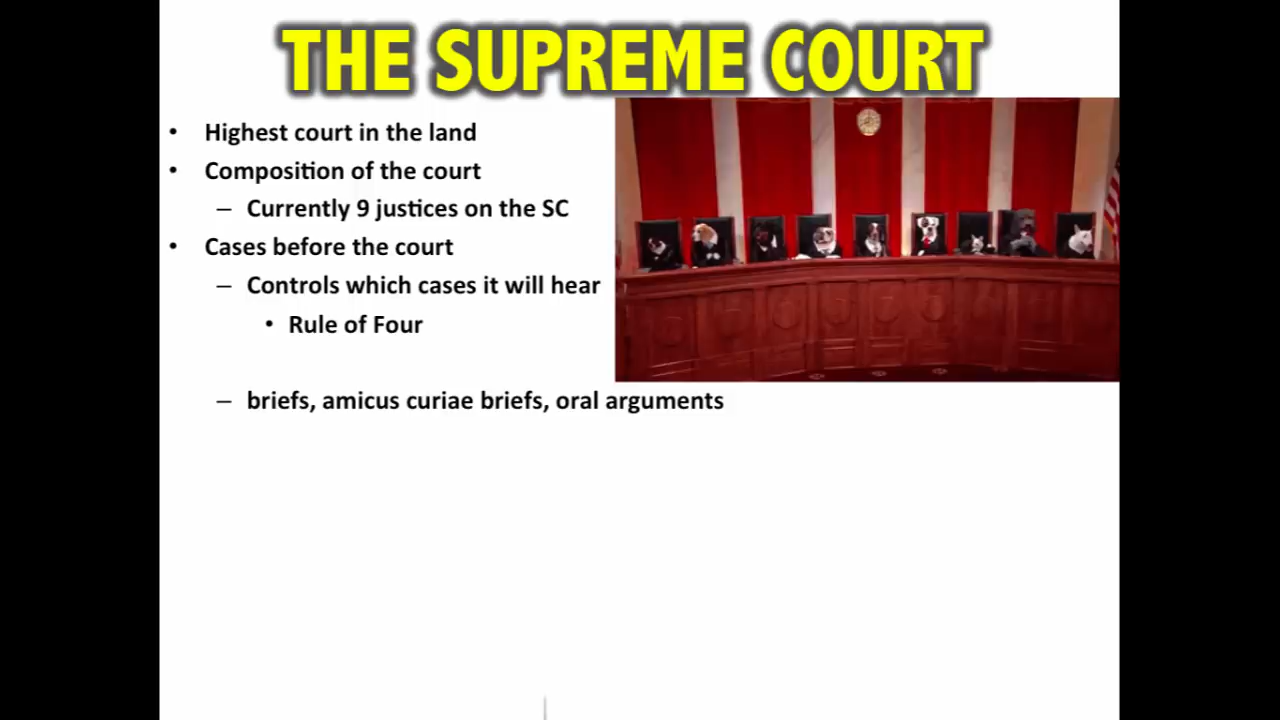 THE SUPREME COURT
• Highest court in the land
• Composition of the court
– Currently 9 justices on the SC
• Cases before the court
– Controls which cases it will hear
• Rule of Four
– briefs, amicus curiae briefs, oral arguments